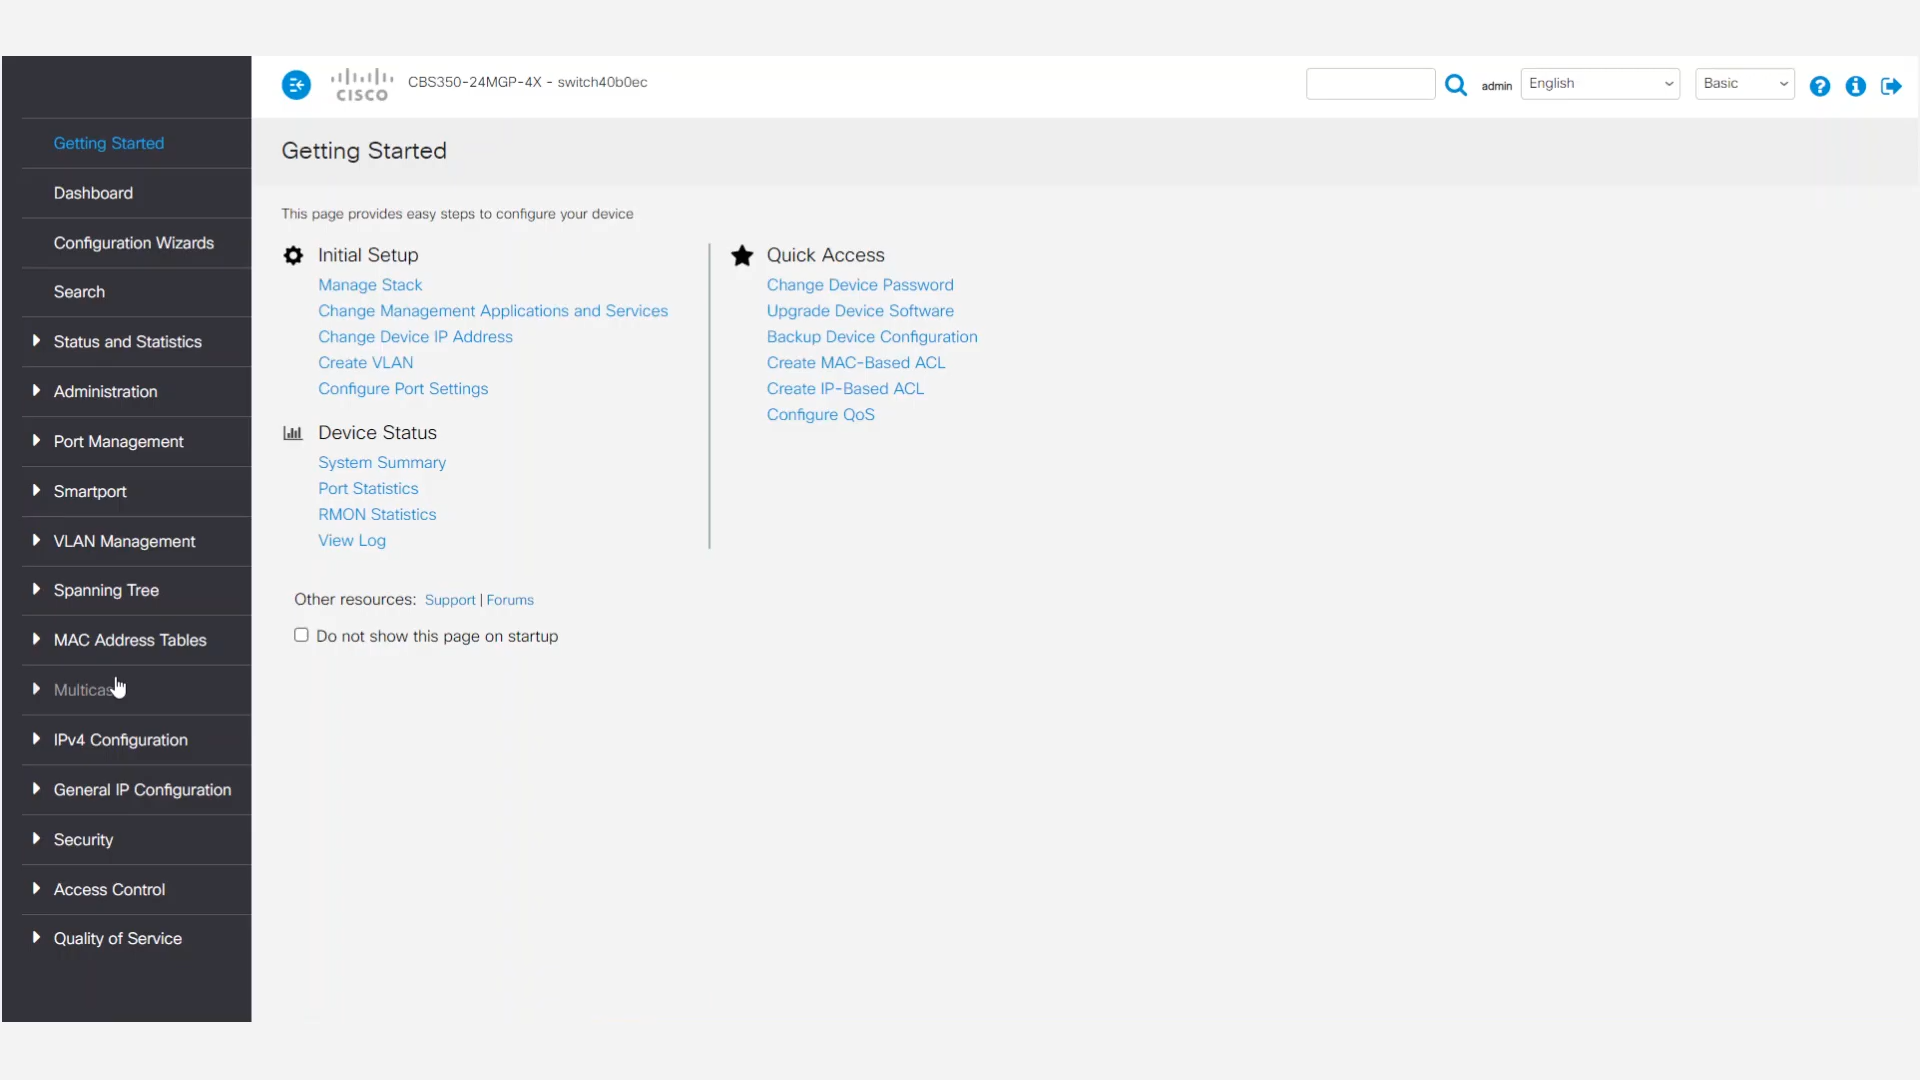 CISCO
CBS350-24MGP-4X - switch40b0ec
admin
English
Basic
Getting Started
Dashboard
Configuration Wizards
Search
Status and Statistics
Administration
Port Management
Smartport
VLAN Management
Spanning Tree
MAC Address Tables
Multicas
IPv4 Configuration
General IP Configuration
Security
Access Control
Quality of Service
Getting Started
This page provides easy steps to configure your device
Initial Setup
Manage Stack
Change Management Applications and Services
Change Device IP Address
Create VLAN
Configure Port Settings
Device Status
System Summary
Port Statistics
RMON Statistics
View Log
Quick Access
Change Device Password
Upgrade Device Software
Backup Device Configuration
Create MAC-Based ACL
Create IP-Based ACL
Configure QoS
Other resources: Support | Forums
Do not show this page on startup